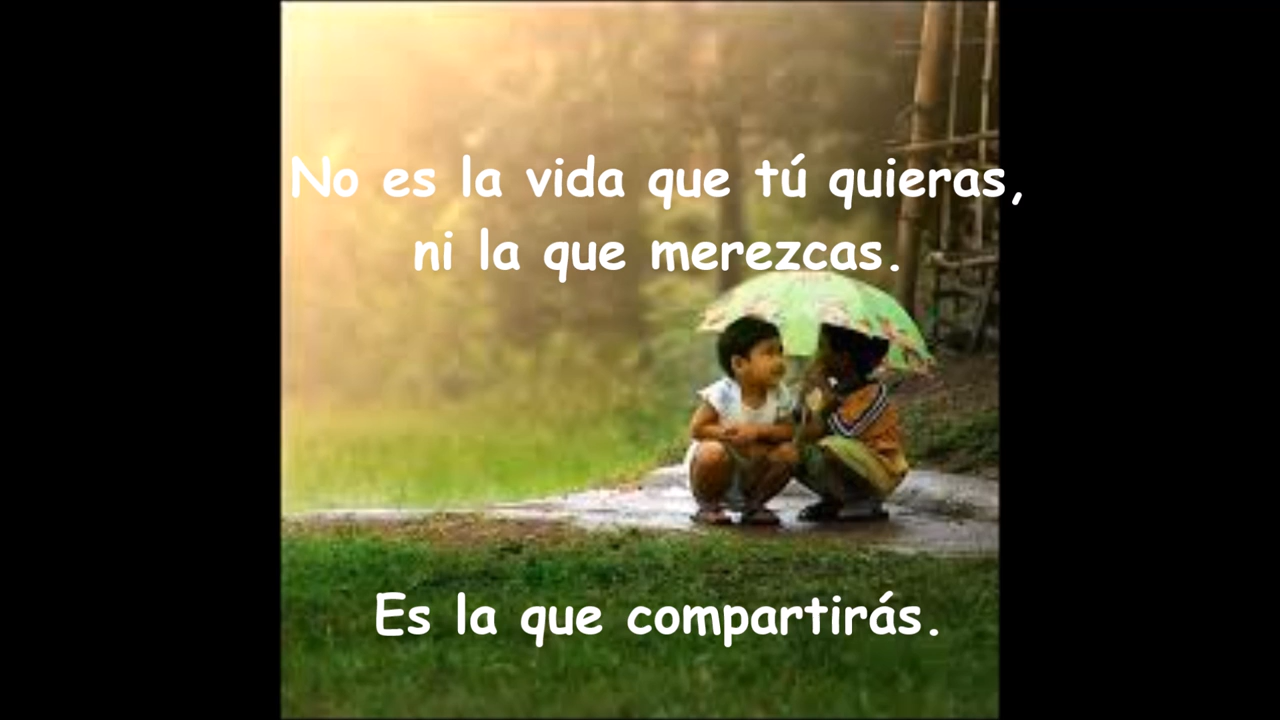 No es la vida que tú quieras,
ni la que merezcas.
Es la que compartirás.